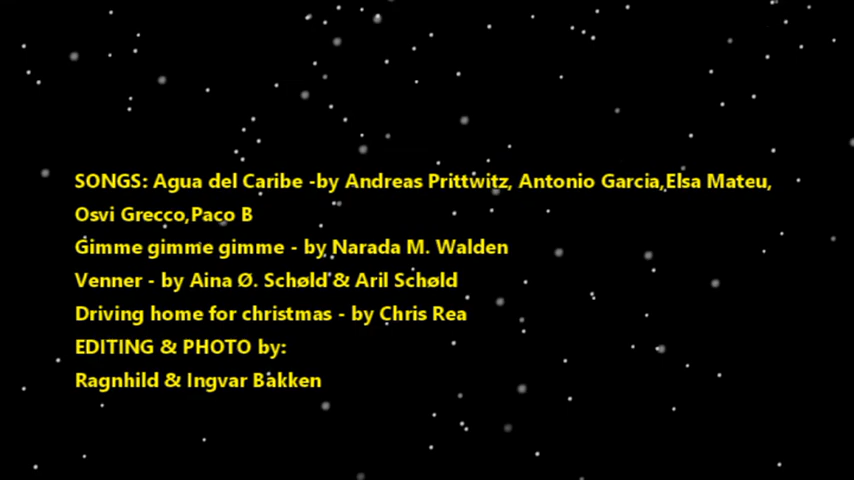 SONGS: Agua del Caribe -by Andreas Prittwitz, Antonio Garcia,Elsa Mateu,
Osvi Grecco,Paco B
Gimme gimme gimme - by Narada M. Walden
Venner - by Aina Ø. Schøld & Aril Schøld
Driving home for christmas - by Chris Rea
EDITING & PHOTO by:
Ragnhild & Ingvar Bakken